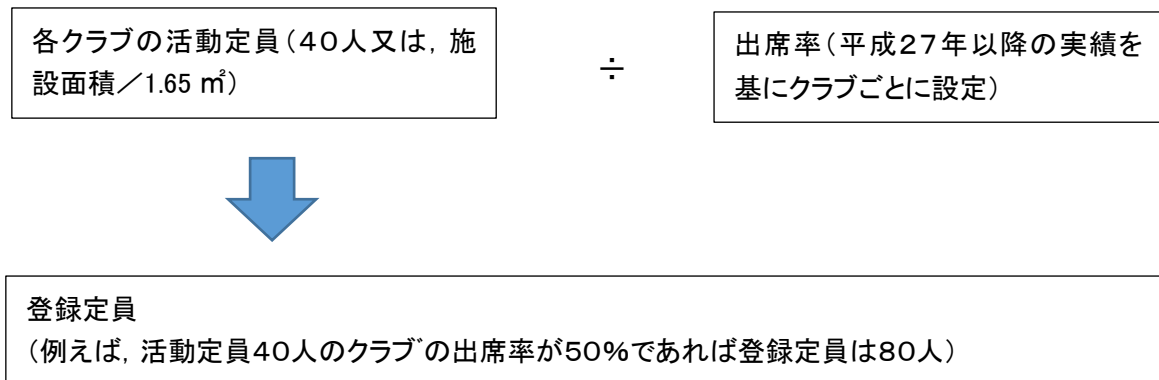 各クラブの活動定員（４０人又は，施
設面積／1.65 ㎡）
÷
出席率（平成２７年以降の実績を
基にクラブごとに設定）
登録定員
（例えば，活動定員４０人のクラブの出席率が５０％であれば登録定員は８０人）